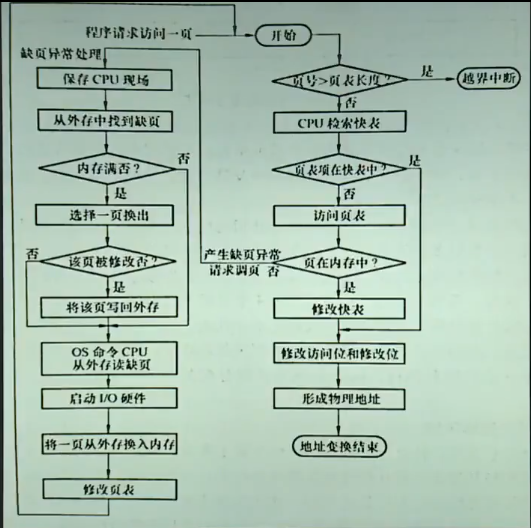 程序请求访问一页
开始
缺页异常处理
保存 CPU 现场
从外存中找到缺页
内存满否？
否
是
选择一页换出
否
该页被修改否？
是
将该页写回外存
OS 命令 CPU
从外存读缺页
启动 I/O 硬件
将一页从外存换入内存
修改页表
页号>页表长度？
是
越界中断
否
CPU 检索快表
页表项在快表中？
是
否
访问页表
产生缺页异常
请求调页
否
页在内存中？
是
修改快表
修改访问位和修改位
形成物理地址
地址变换结束